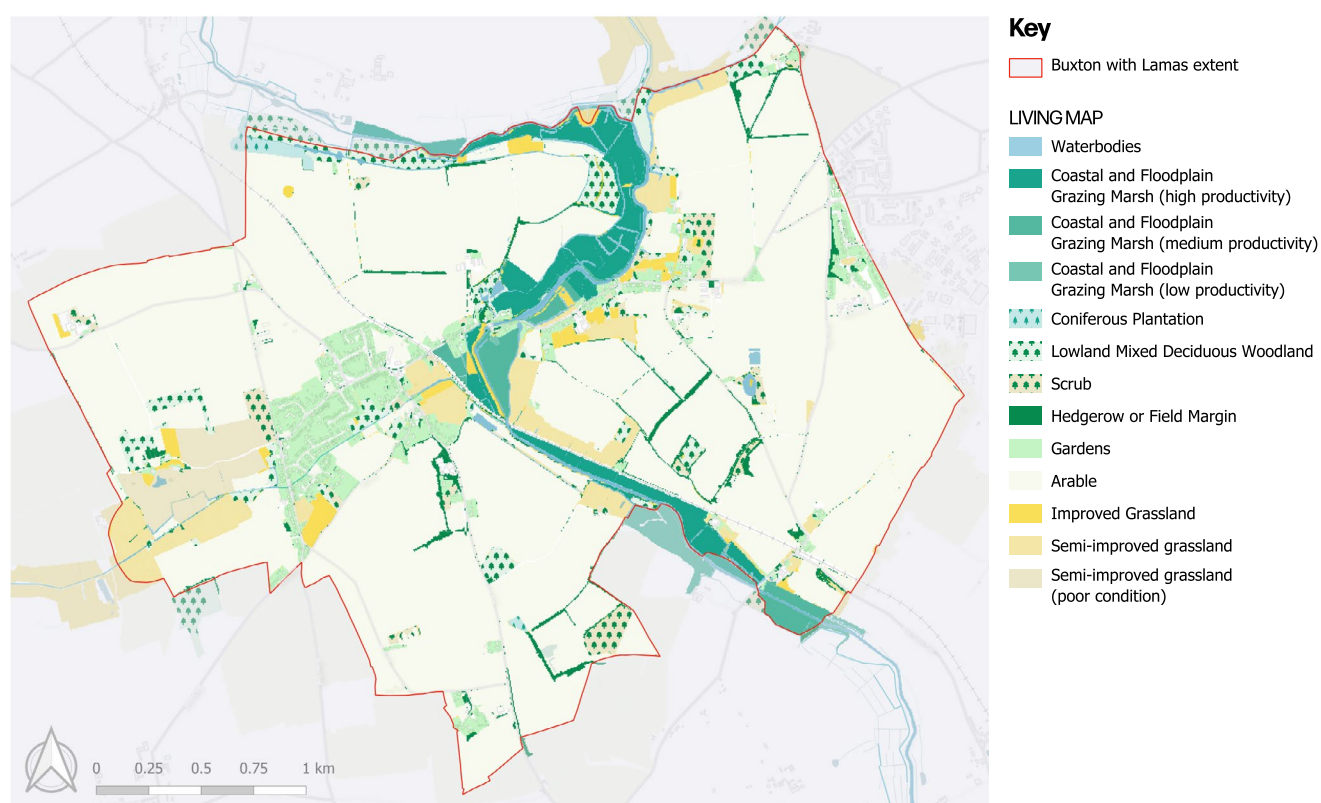 Key
Buxton with Lamas extent
LIVING MAP
Waterbodies
Coastal and Floodplain
Grazing Marsh (high productivity)
Coastal and Floodplain
Grazing Marsh (medium productivity)
Coastal and Floodplain
Grazing Marsh (low productivity)
Coniferous Plantation
Lowland Mixed Deciduous Woodland
Scrub
Hedgerow or Field Margin
Gardens
Arable
Improved Grassland
Semi-improved grassland
Semi-improved grassland
(poor condition)
0 0.25 0.5 0.75 1 km